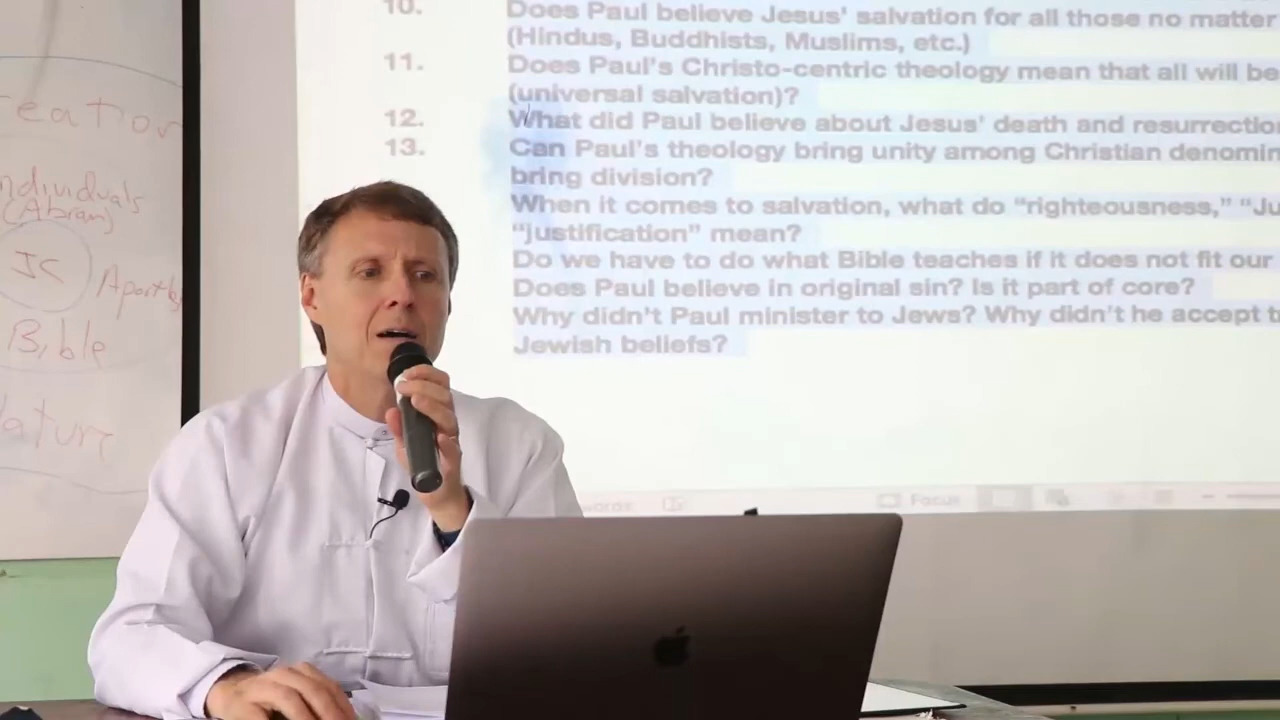 10. Does Paul believe Jesus' salvation for all those no matter
(Hindus, Buddhists, Muslims, etc.)
11. Does Paul's Christo-centric theology mean that all will be
(universal salvation)?
12. What did Paul believe about Jesus' death and resurrectio
13. Can Paul's theology bring unity among Christian denomin
bring division?
When it comes to salvation, what do "righteousness," "Ju
"justification" mean?
Do we have to do what Bible teaches if it does not fit our
Does Paul believe in original sin? Is it part of core?
Why didn't Paul minister to Jews? Why didn't he accept t
Jewish beliefs?
Focus
eator
ndividuals
(Abram)
JC
Bible
ature